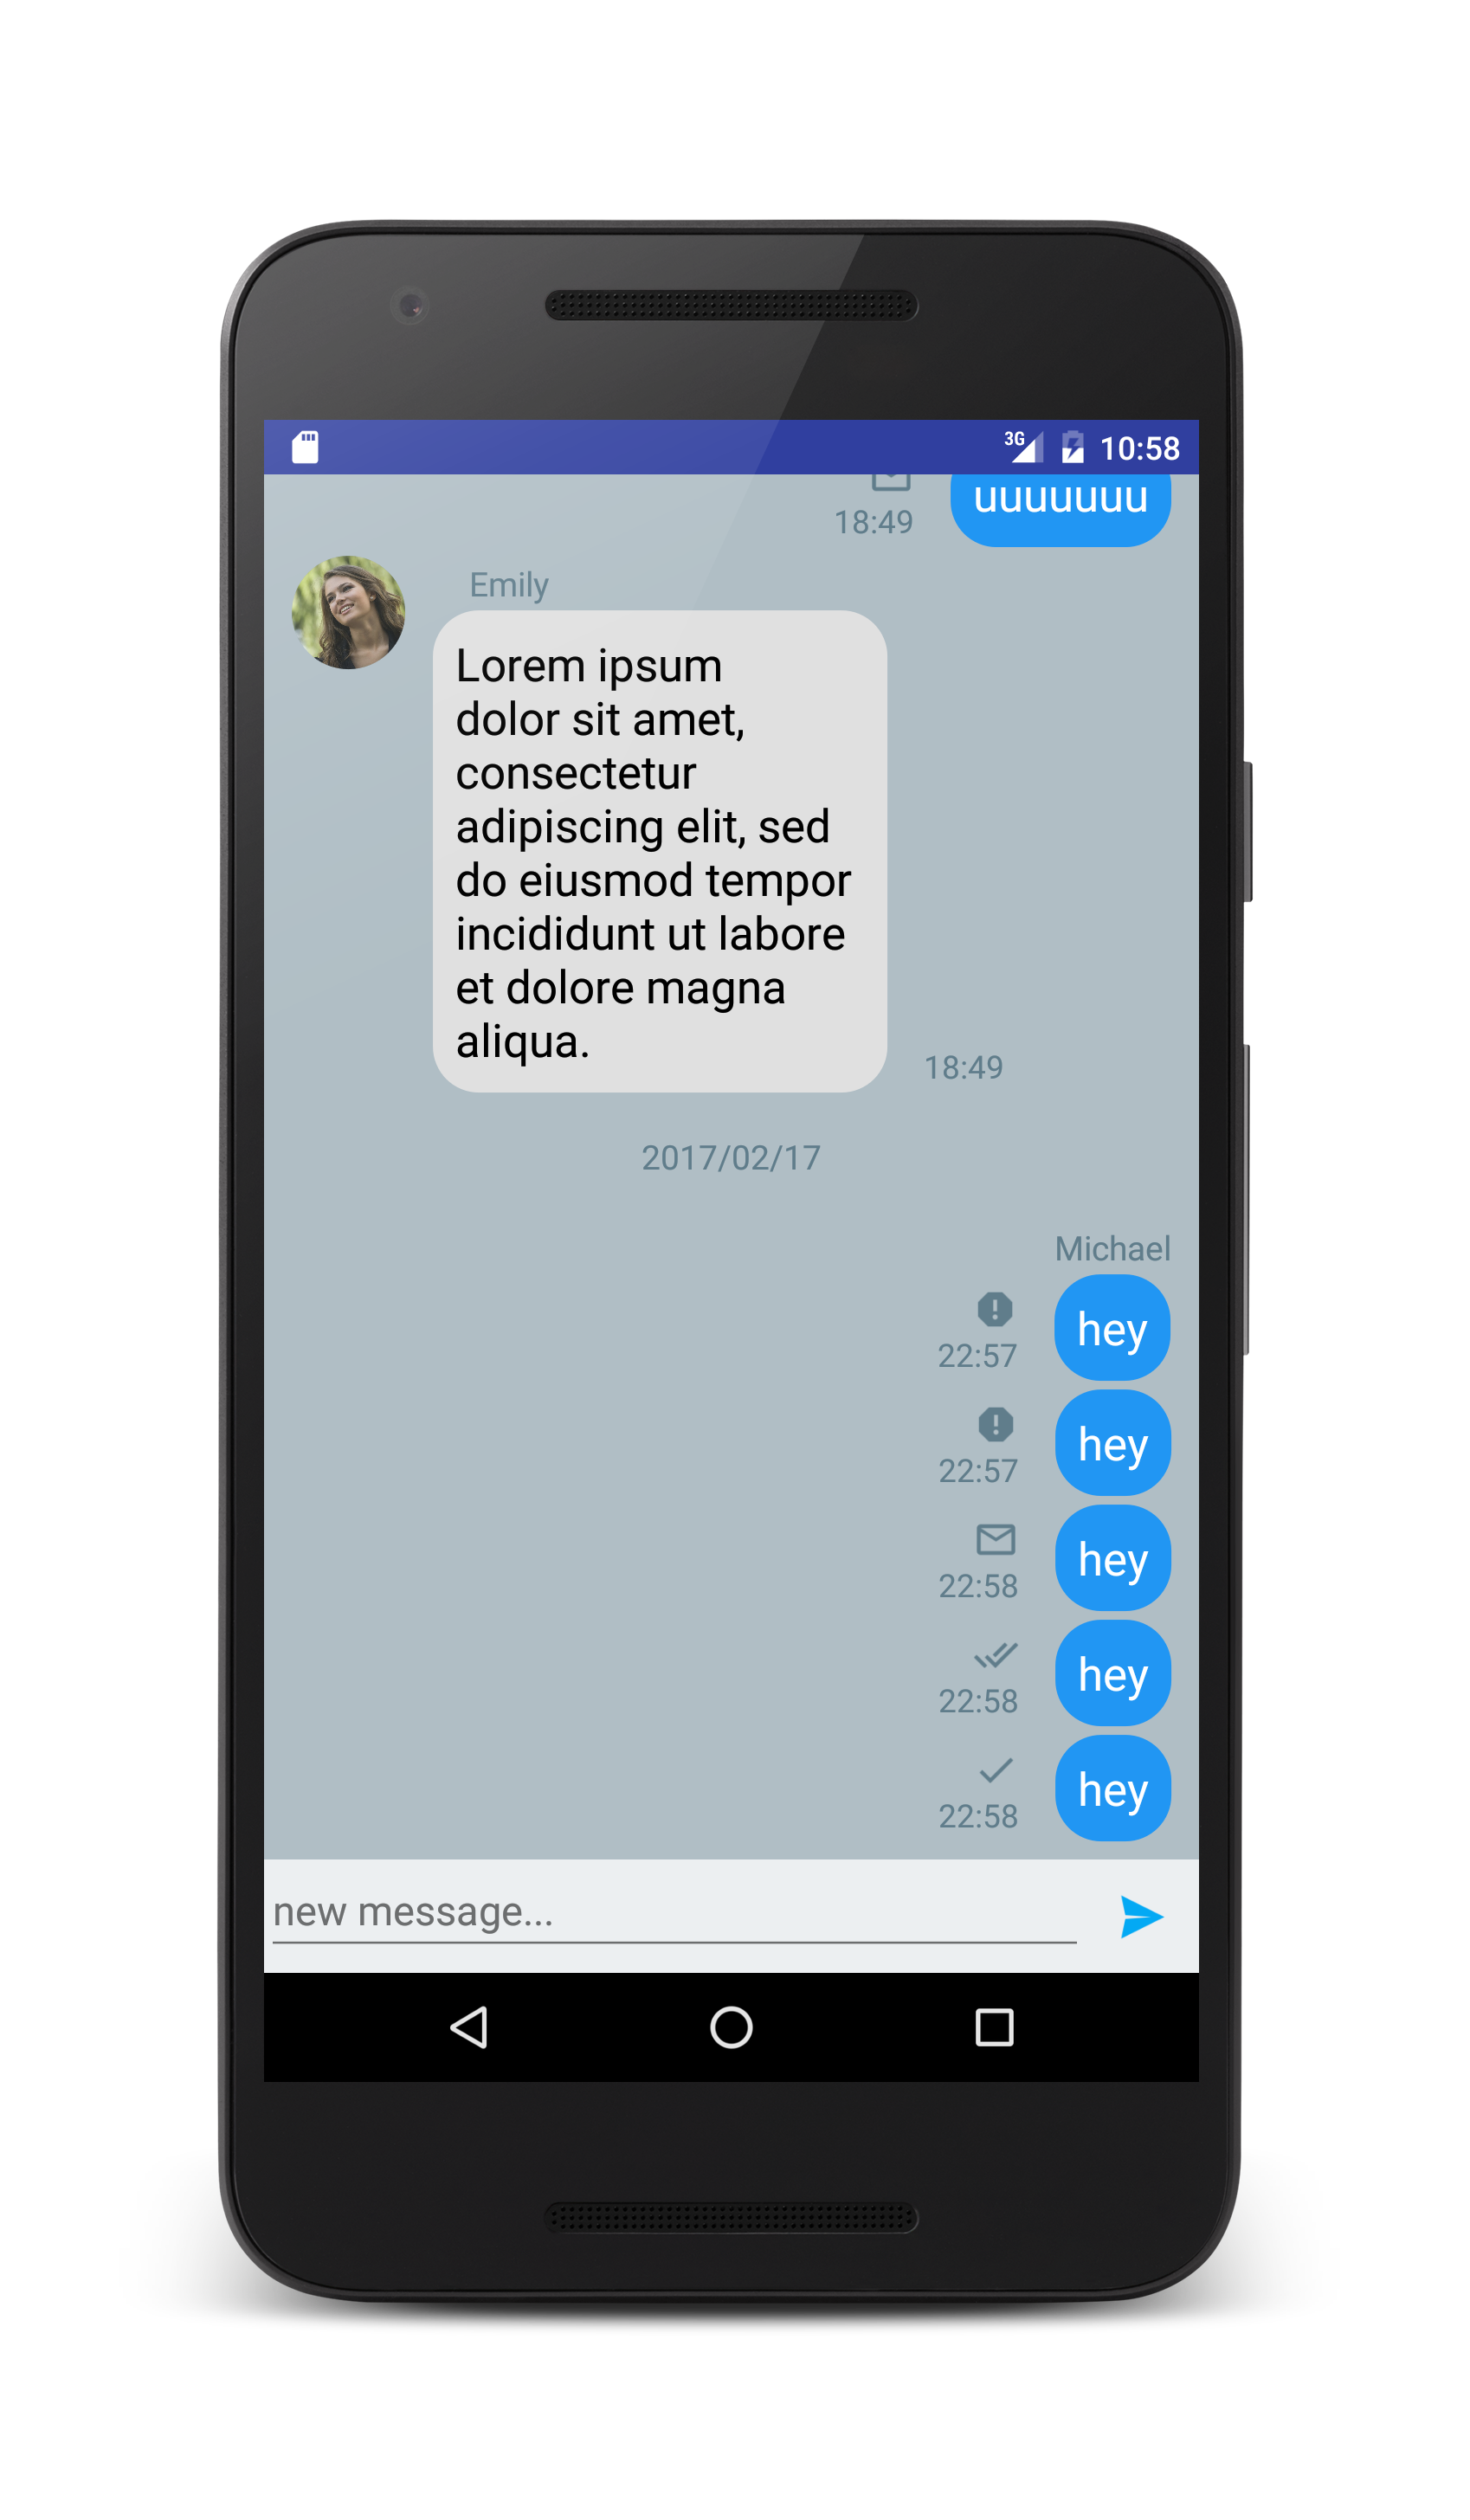 3G 10:58
uuuuuuu
18:49
Emily
Lorem ipsum
dolor sit amet,
consectetur
adipiscing elit, sed
do eiusmod tempor
incididunt ut labore
et dolore magna
aliqua.
18:49
2017/02/17
Michael
hey
22:57
hey
22:57
hey
22:58
hey
22:58
hey
22:58
new message...